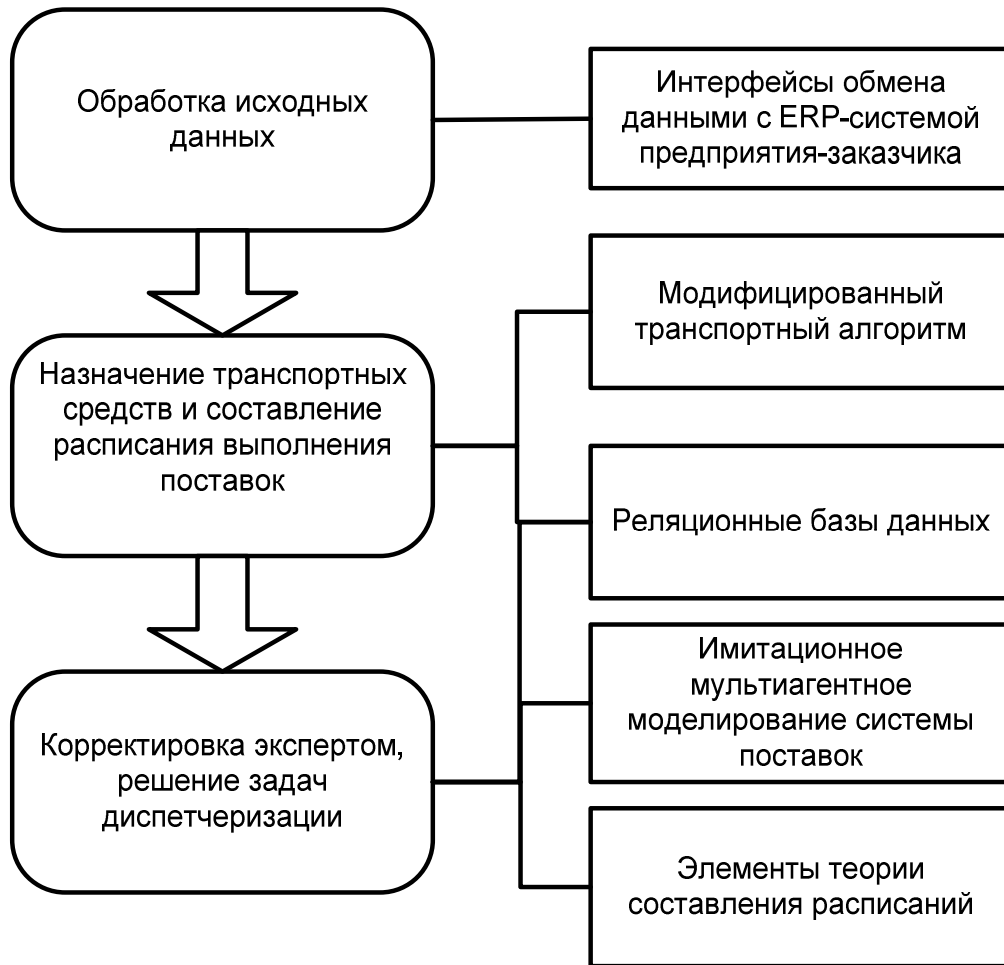 Обработка исходных
данных
Интерфейсы обмена
данными с ERP-системой
предприятия-заказчика
Назначение транспортных
средств и составление
расписания выполнения
поставок
Модифицированный
транспортный алгоритм
Реляционные базы данных
Корректировка экспертом,
решение задач
диспетчеризации
Имитационное
мультиагентное
моделирование системы
поставок
Элементы теории
составления расписаний